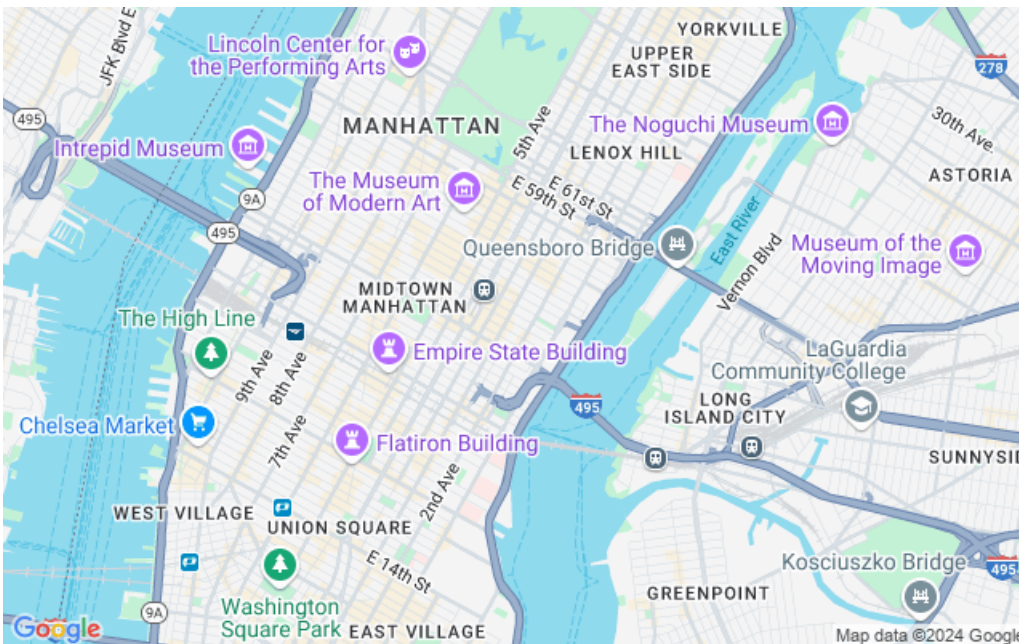 YORKVILLE
Lincoln Center for
the Performing Arts
UPPER
EAST SIDE
JFK Blvd E
278
495
MANHATTAN
5th Ave
The Noguchi Museum
30th Ave.
Intrepid Museum
LENOX HILL
The Museum
of Modern Art
E 61st St
E 59th St
ASTORIA
9A
495
Queensboro Bridge
East River
Museum of the
Moving Image
Vernon Blvd
MIDTOWN
MANHATTAN
The High Line
Empire State Building
LaGuardia
Community College
9th Ave
8th Ave
495
LONG
ISLAND CITY
Chelsea Market
7th Ave
Flatiron Building
SUNNYSID
2nd Ave
WEST VILLAGE
UNION SQUARE
E 14th St
Kosciuszko Bridge
495
GREENPOINT
9A
Washington
Square Park
EAST VILLAGE
Google
Map data ©2024 Google